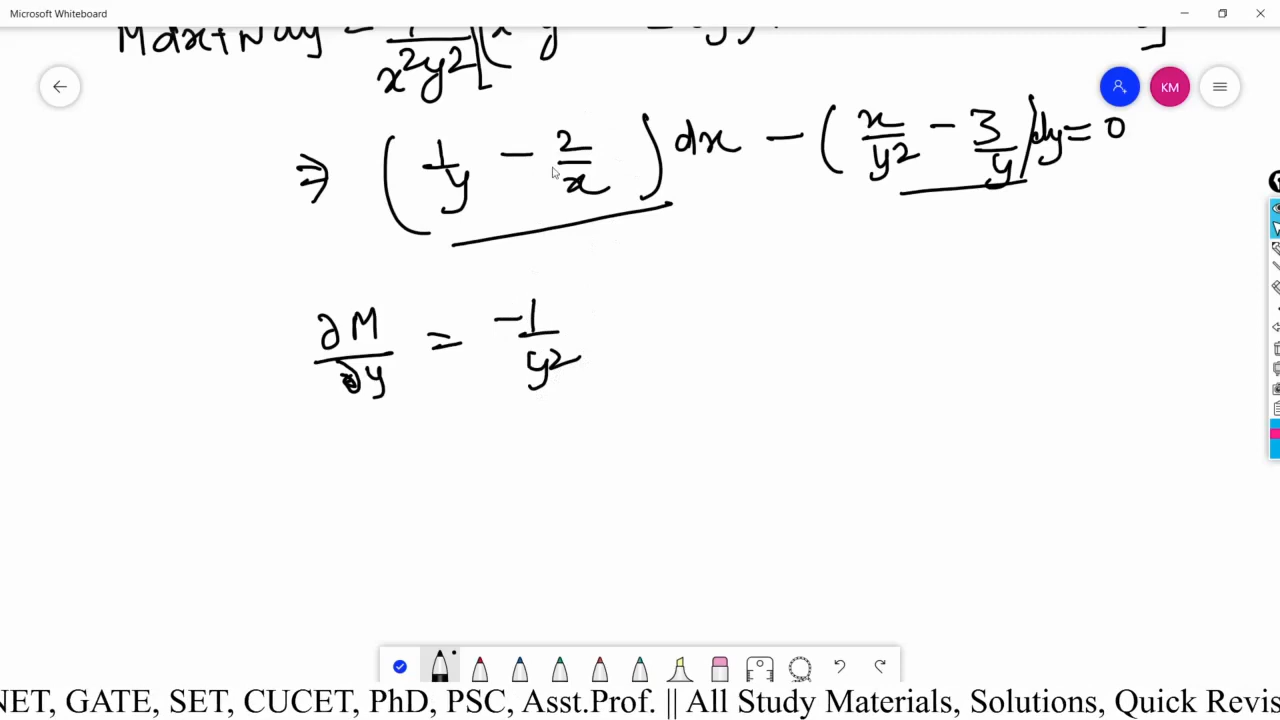 Microsoft Whiteboard
Mdx+Ndy = 1/x²y² [(x²y
KM
⇒ (1/y − 2/x) dx − (x/y² − 3/y) dy = 0
∂M/∂y = −1/y²
NET, GATE, SET, CUCET, PhD, PSC, Asst.Prof. || All Study Materials, Solutions, Quick Revis